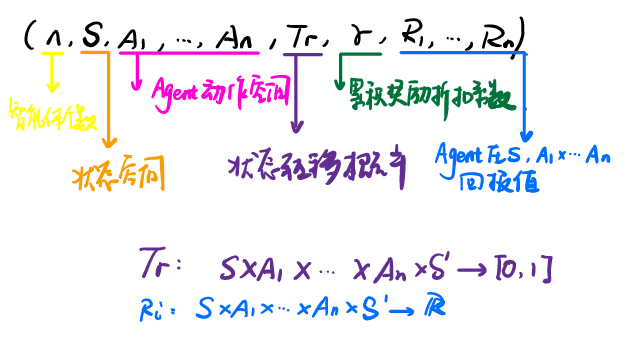 (n, S, A₁, ..., Aₙ, Tr, γ, R₁, ..., Rₙ)
智能体个数
状态空间
Agent动作空间
状态转移概率
累积奖励折扣系数
Agent在S, A₁×...Aₙ
回报值
Tr: S×A₁×...×Aₙ×S'→[0,1]
Rᵢ: S×A₁×...×Aₙ×S'→ℝ